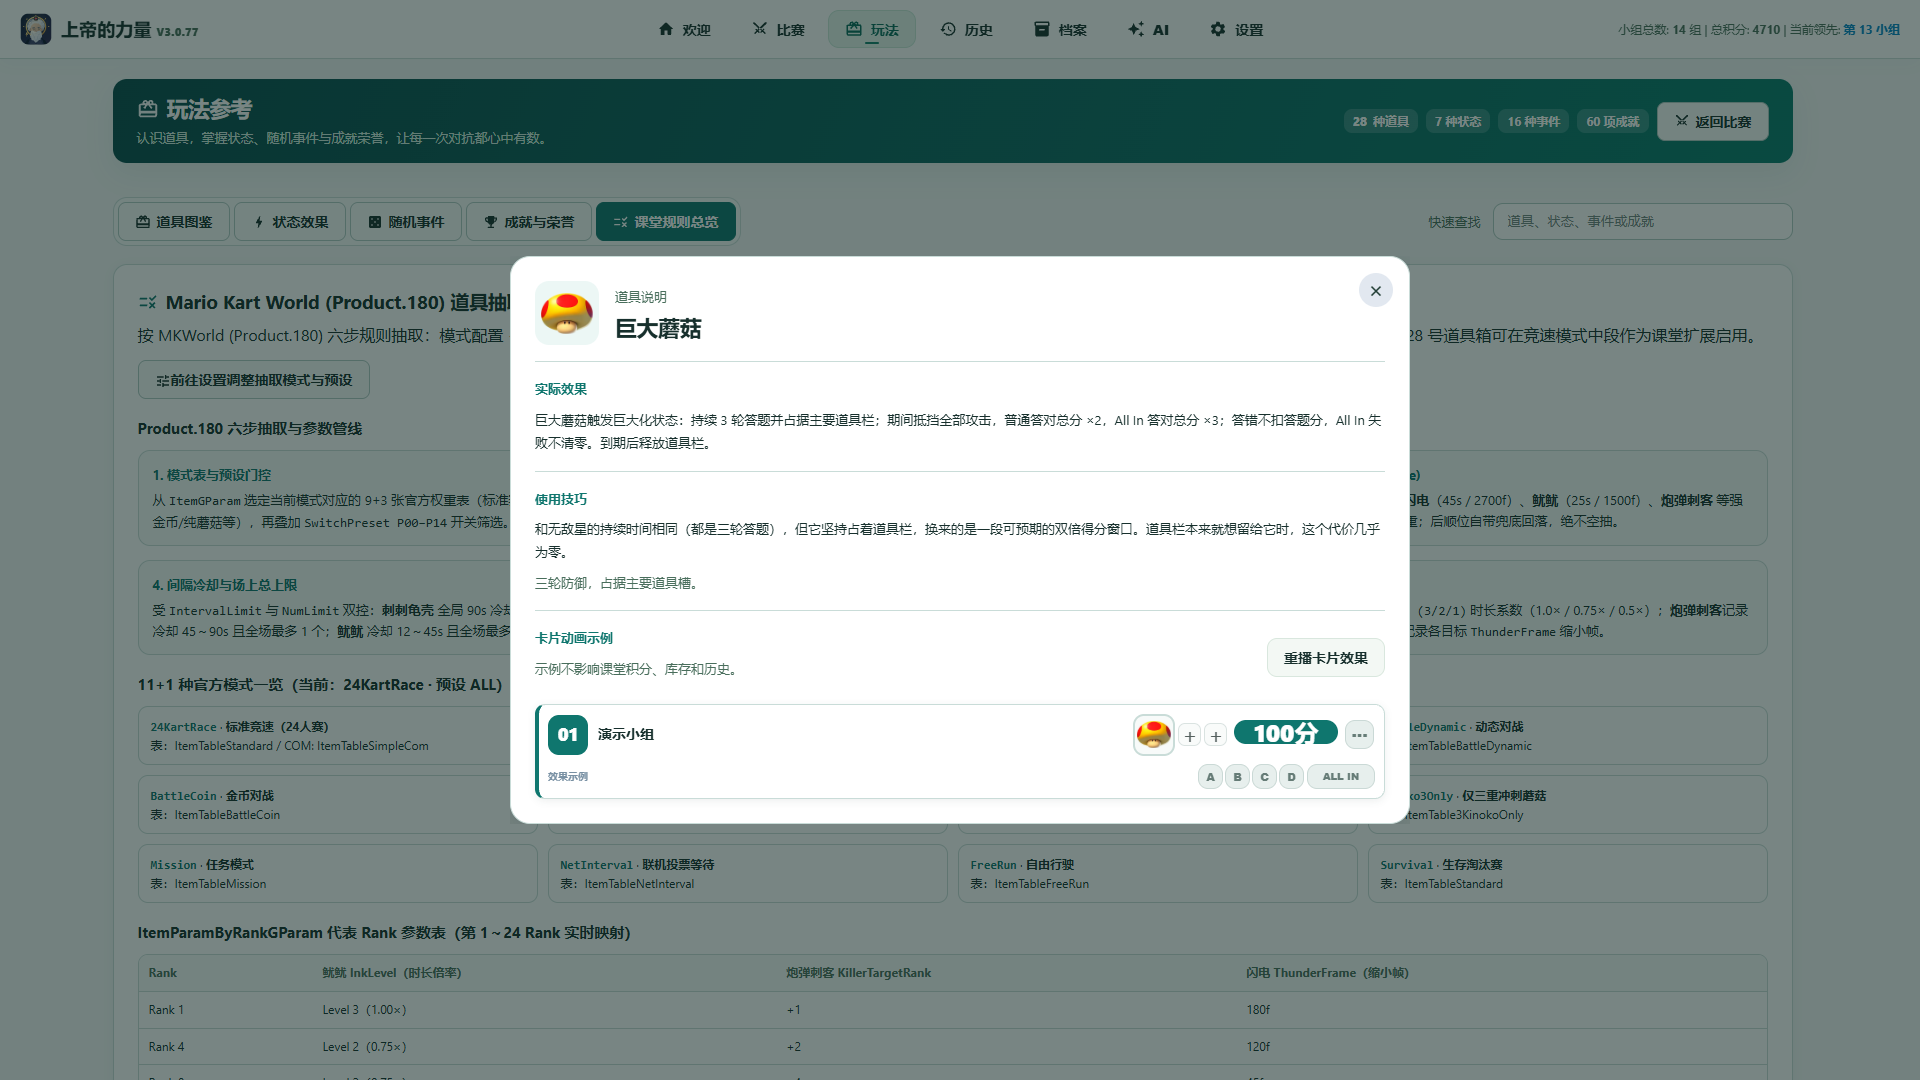 上帝的力量 V3.0.77
欢迎
比赛
玩法
历史
档案
AI
设置
小组总数: 14 组 | 总积分: 4710 | 当前领先: 第 13 小组
玩法参考
认识道具，掌握状态、随机事件与成就荣誉，让每一次对抗都心中有数。
28 种道具
7 种状态
16 种事件
60 项成就
返回比赛
道具图鉴
状态效果
随机事件
成就与荣誉
课堂规则总览
快速查找
道具、状态、事件或成就
Mario Kart World (Product.180) 道具抽
按 MKWorld (Product.180) 六步规则抽取：模式配置
28 号道具箱可在竞速模式中段作为课堂扩展启用。
前往设置调整抽取模式与预设
Product.180 六步抽取与参数管线
1. 模式表与预设门控
从 ItemGParam 选定当前模式对应的 9+3 张官方权重表（标准
金币/纯蘑菇等），再叠加 SwitchPreset P00–P14 开关筛选。
e)
闪电（45s / 2700f）、鱿鱿（25s / 1500f）、炮弹刺客 等强
重；后顺位自带兜底回落，绝不空抽。
4. 间隔冷却与场上总上限
受 IntervalLimit 与 NumLimit 双控：刺刺龟壳 全局 90s 冷却
冷却 45～90s 且全场最多 1 个；鱿鱿 冷却 12～45s 且全场最多
(3/2/1) 时长系数（1.0× / 0.75× / 0.5×）；炮弹刺客记录
记录各目标 ThunderFrame 缩小帧。
11+1 种官方模式一览（当前：24KartRace · 预设 ALL）
24KartRace · 标准竞速（24人赛）
表：ItemTableStandard / COM: ItemTableSimpleCom
leDynamic · 动态对战
temTableBattleDynamic
BattleCoin · 金币对战
表：ItemTableBattleCoin
ko3Only · 仅三重冲刺蘑菇
temTable3KinokoOnly
Mission · 任务模式
表：ItemTableMission
NetInterval · 联机投票等待
表：ItemTableNetInterval
FreeRun · 自由行驶
表：ItemTableFreeRun
Survival · 生存淘汰赛
表：ItemTableStandard
ItemParamByRankGParam 代表 Rank 参数表（第 1～24 Rank 实时映射）
Rank
鱿鱿 InkLevel（时长倍率）
炮弹刺客 KillerTargetRank
闪电 ThunderFrame（缩小帧）
Rank 1
Level 3（1.00×）
+1
180f
Rank 4
Level 2（0.75×）
+2
120f
道具说明
巨大蘑菇
实际效果
巨大蘑菇触发巨大化状态：持续 3 轮答题并占据主要道具栏；期间抵挡全部攻击，普通答对总分 ×2，All In 答对总分 ×3；答错不扣答题分，All In 失
败不清零。到期后释放道具栏。
使用技巧
和无敌星的持续时间相同（都是三轮答题），但它坚持占着道具栏，换来的是一段可预期的双倍得分窗口。道具栏本来就想留给它时，这个代价几乎
为零。
三轮防御，占据主要道具槽。
卡片动画示例
示例不影响课堂积分、库存和历史。
重播卡片效果
01
演示小组
+
+
100分
效果示例
A
B
C
D
ALL IN